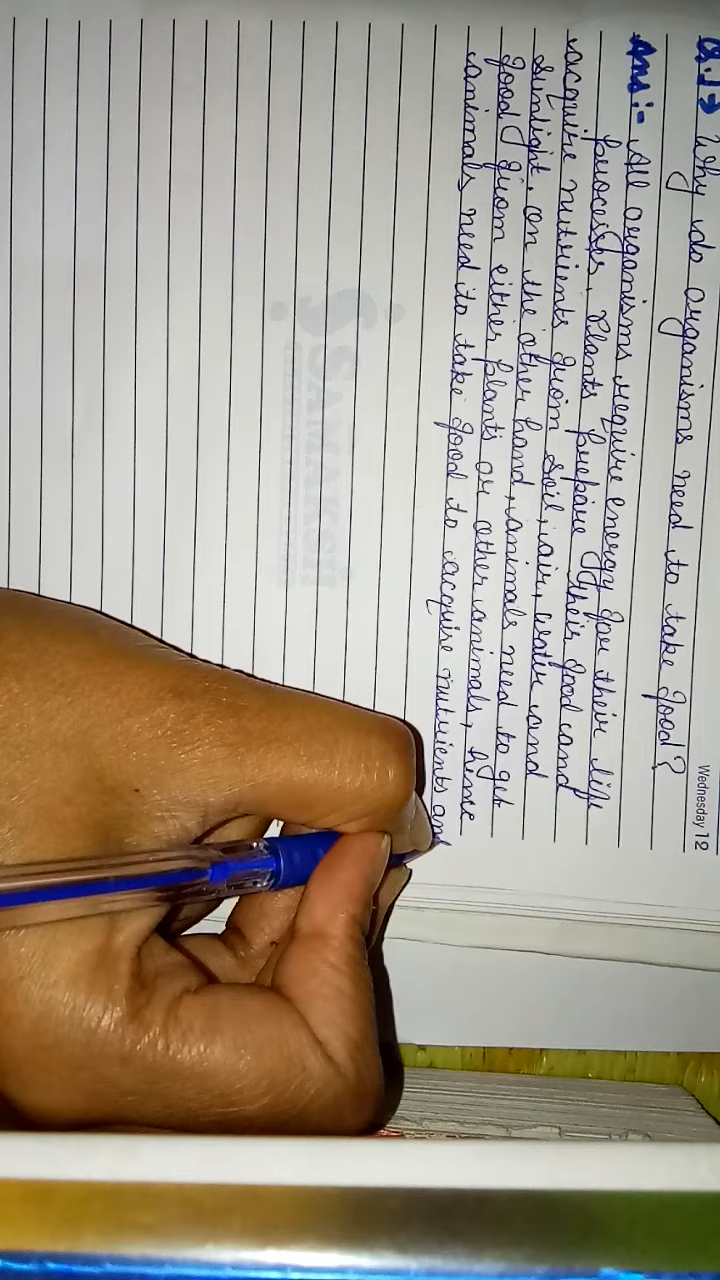 Wednesday 12
Q.1→ Why do organisms need to take food?
Ans:- All organisms require energy for their life
processes. Plants prepare their food and
acquire nutrients from soil, air, water and
sunlight. On the other hand, animals need to get
food from either plants or other animals, hence
animals need to take food to acquire nutrients an
SAMAKSH